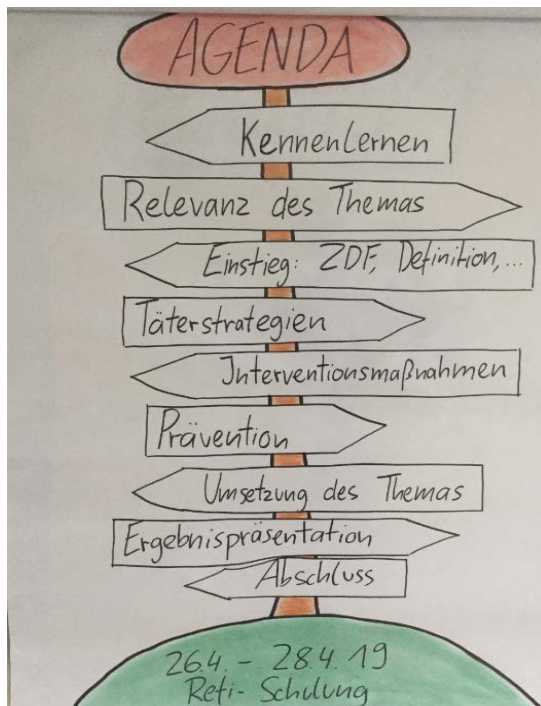 AGENDA
Kennenlernen
Relevanz des Themas
Einstieg: ZDF, Definition,...
Täterstrategien
Interventionsmaßnahmen
Prävention
Umsetzung des Themas
Ergebnispräsentation
Abschluss
26.4. - 28.4.19
Refi-Schulung